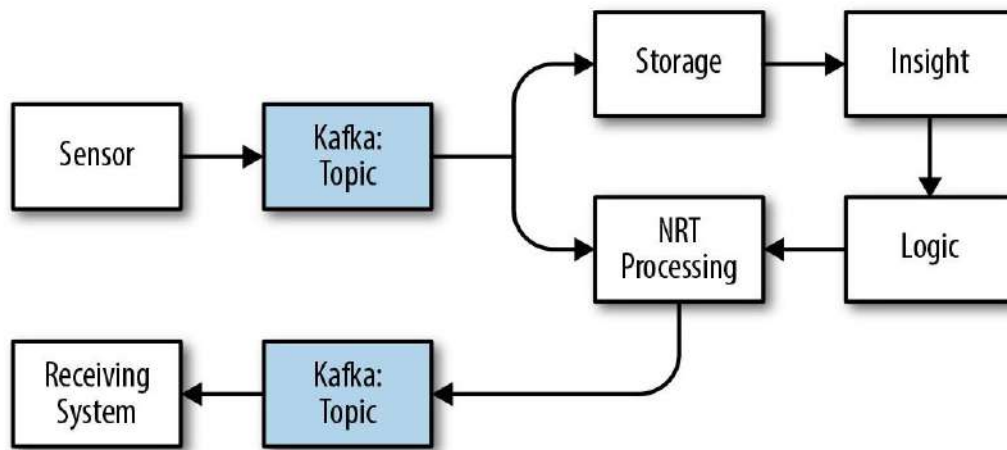 Storage
Insight
Sensor
Kafka:
Topic
NRT
Processing
Logic
Receiving
System
Kafka:
Topic